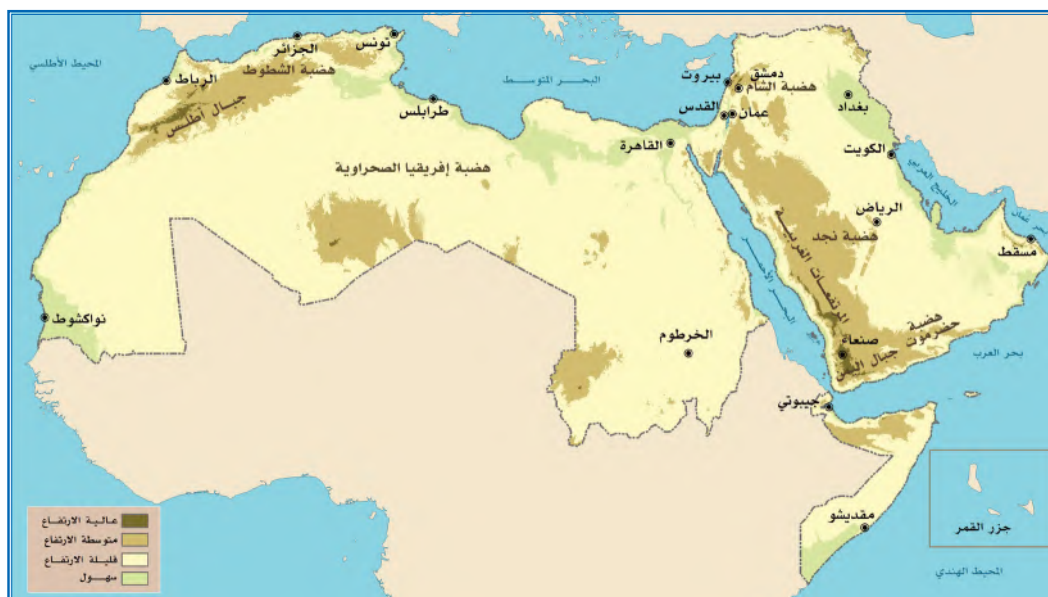 المحيط الأطلسي
الجزائر
تونس
هضبة الشطوط
الرباط
جبال أطلس
طرابلس
البحر المتوسط
بيروت
دمشق
هضبة الشام
القدس
عمان
بغداد
القاهرة
الكويت
الخليج العربي
هضبة إفريقيا الصحراوية
الرياض
هضبة نجد
المرتفعات الغربية
البحر الأحمر
بحر عمان
مسقط
نواكشوط
الخرطوم
صنعاء
هضبة
حضرموت
جبال اليمن
بحر العرب
جيبوتي
مقديشو
جزر القمر
المحيط الهندي
عالية الارتفاع
متوسطة الارتفاع
قليلة الارتفاع
سهول